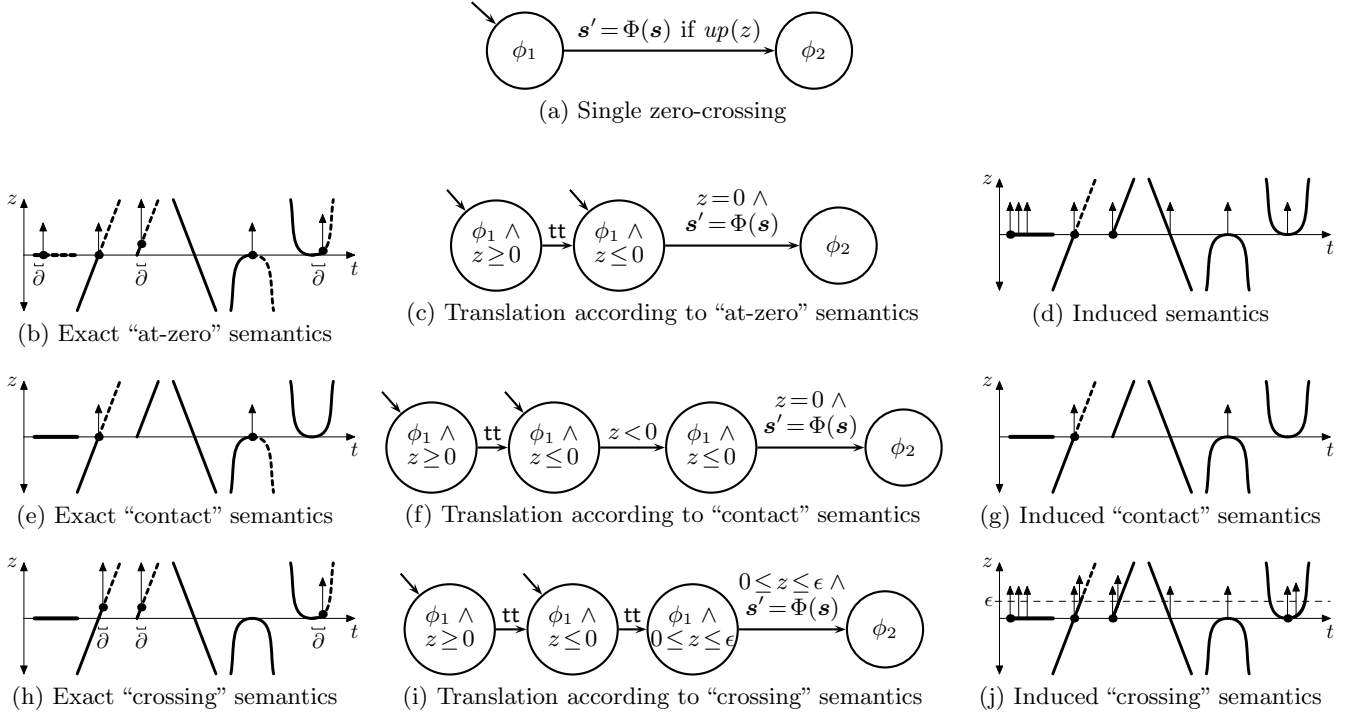 s′ = Φ(s) if up(z)
ϕ1
ϕ2
(a) Single zero-crossing
z
t
∂
∂
∂
(b) Exact “at-zero” semantics
ϕ1 ∧
z ≥ 0
tt
ϕ1 ∧
z ≤ 0
z = 0 ∧
s′ = Φ(s)
ϕ2
(c) Translation according to “at-zero” semantics
z
t
(d) Induced semantics
z
t
(e) Exact “contact” semantics
ϕ1 ∧
z ≥ 0
tt
ϕ1 ∧
z ≤ 0
z < 0
ϕ1 ∧
z ≤ 0
z = 0 ∧
s′ = Φ(s)
ϕ2
(f) Translation according to “contact” semantics
z
t
(g) Induced “contact” semantics
z
t
∂
∂
∂
(h) Exact “crossing” semantics
ϕ1 ∧
z ≥ 0
tt
ϕ1 ∧
z ≤ 0
tt
ϕ1 ∧
0 ≤ z ≤ ϵ
0 ≤ z ≤ ϵ ∧
s′ = Φ(s)
ϕ2
(i) Translation according to “crossing” semantics
z
ϵ
t
(j) Induced “crossing” semantics